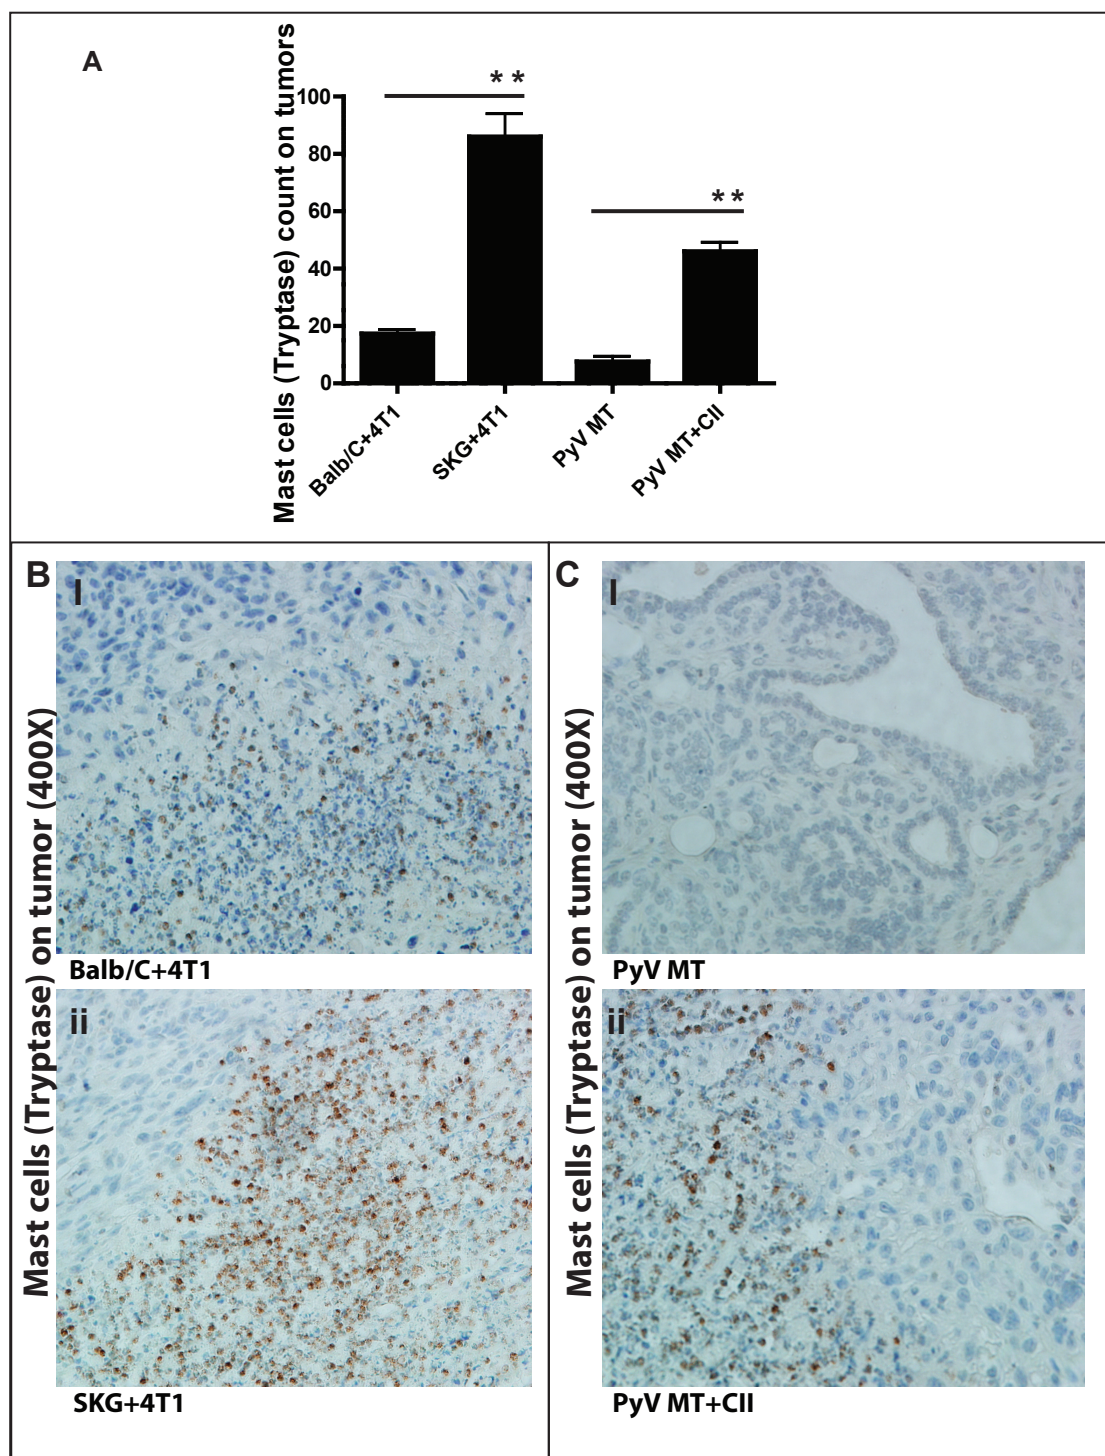 A
Mast cells (Tryptase) count on tumors
100
80
60
40
20
0
**
**
Balb/C+4T1
SKG+4T1
PyV MT
PyV MT+CII
B
Mast cells (Tryptase) on tumor (400X)
I
Balb/C+4T1
ii
SKG+4T1
C
Mast cells (Tryptase) on tumor (400X)
I
PyV MT
ii
PyV MT+CII